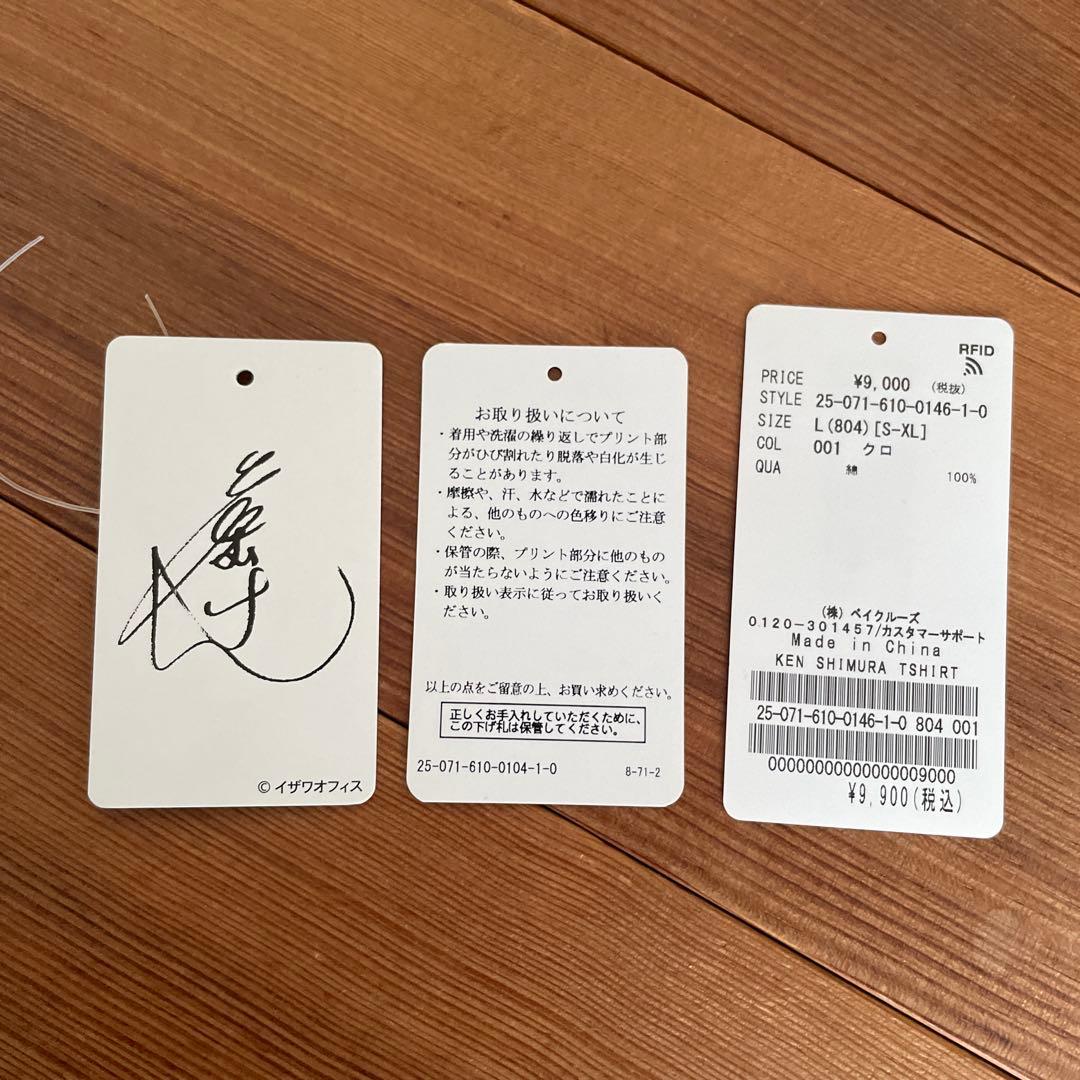 © イザワオフィス
お取り扱いについて
・着用や洗濯の繰り返しでプリント部
分がひび割れたり脱落や白化が生じ
ることがあります。
・摩擦や、汗、水などで濡れたことに
よる、他のものへの色移りにご注意
ください。
・保管の際、プリント部分に他のもの
が当たらないようにご注意ください。
・取り扱い表示に従ってお取り扱いく
ださい。
以上の点をご留意の上、お買い求めください。
正しくお手入れしていただくために、
この下げ札は保管してください。
25-071-610-0104-1-0 8-71-2
RFID
PRICE ¥9,000 (税抜)
STYLE 25-071-610-0146-1-0
SIZE L(804)[S-XL]
COL 001 クロ
QUA 綿 100%
(株) ベイクルーズ
0120-301457/カスタマーサポート
Made in China
KEN SHIMURA TSHIRT
25-071-610-0146-1-0 804 001
00000000000000009000
¥9,900(税込)